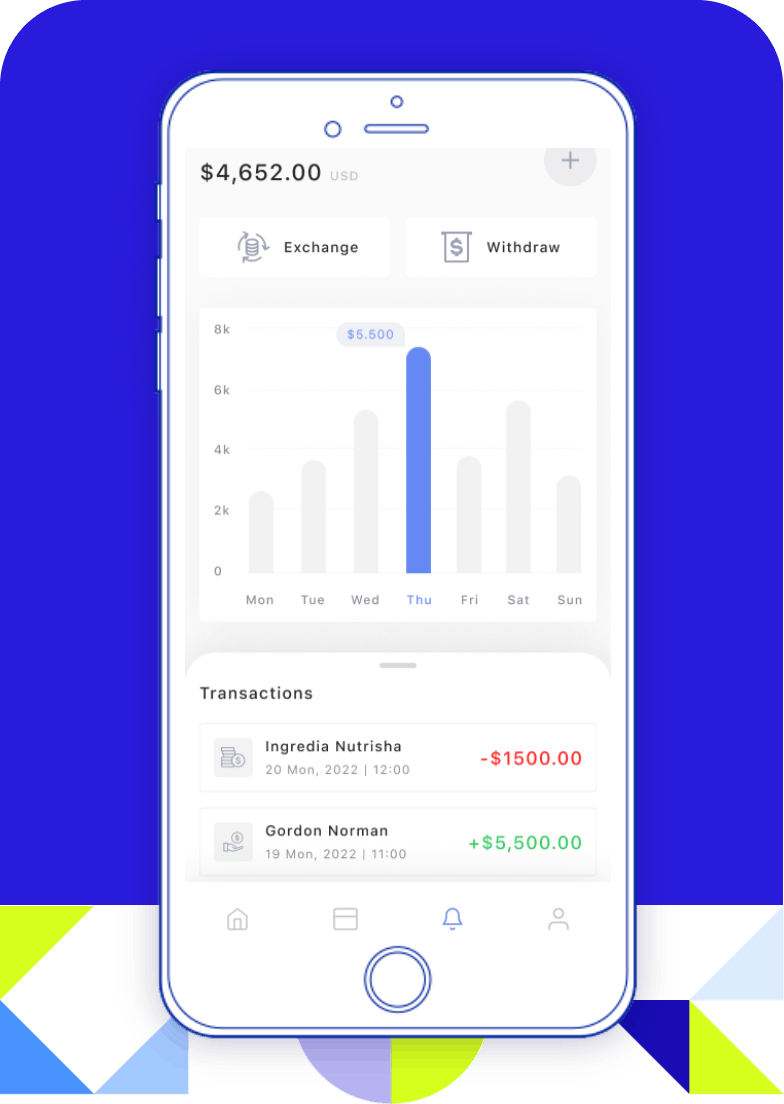 $4,652.00 USD
Exchange
Withdraw
8k
$5.500
6k
4k
2k
0
Mon Tue Wed Thu Fri Sat Sun
Transactions
Ingredia Nutrisha
20 Mon, 2022 | 12:00
-$1500.00
Gordon Norman
19 Mon, 2022 | 11:00
+$5,500.00